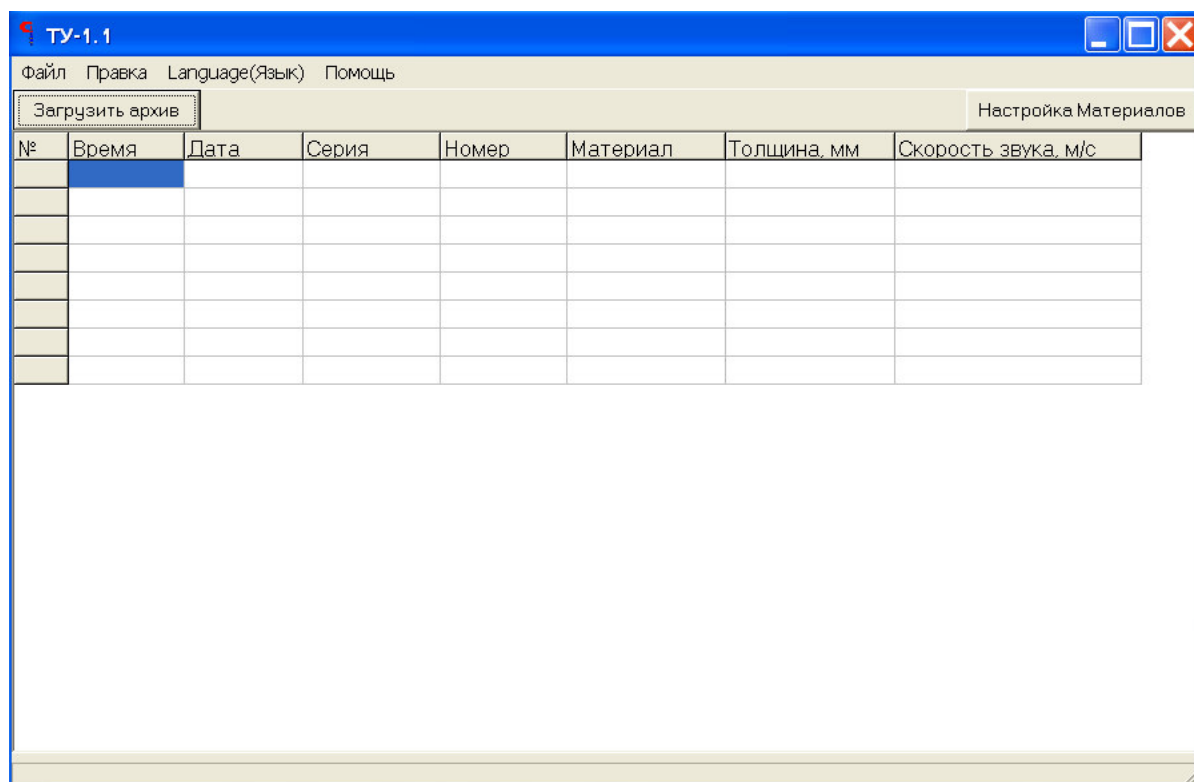 ТУ-1.1
Файл Правка Language(Язык) Помощь
Загрузить архив Настройка Материалов
№ Время Дата Серия Номер Материал Толщина, мм Скорость звука, м/с